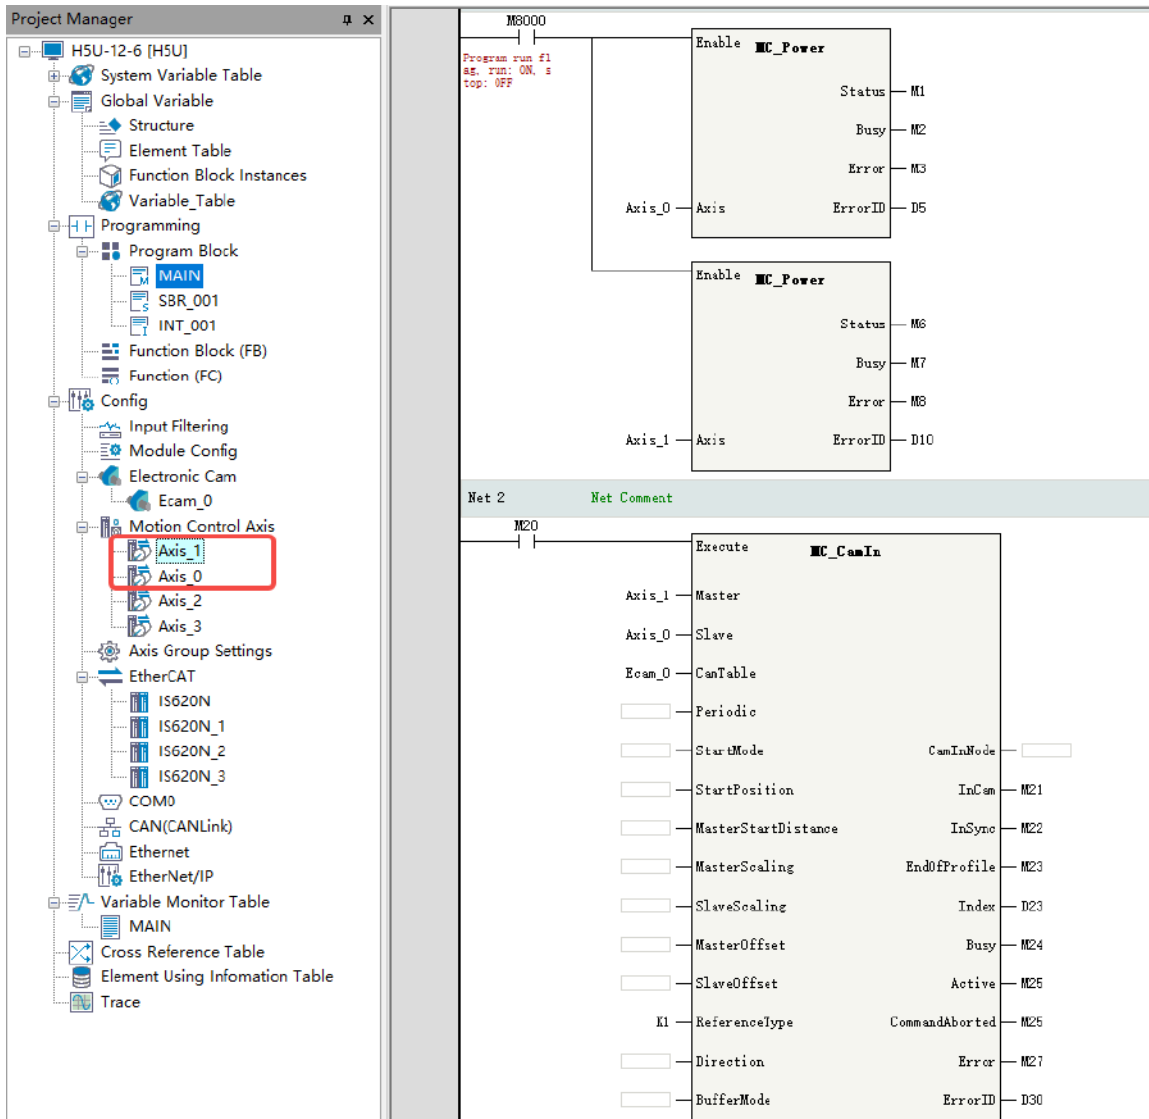 Project Manager
H5U-12-6 [H5U]
System Variable Table
Global Variable
Structure
Element Table
Function Block Instances
Variable_Table
Programming
Program Block
MAIN
SBR_001
INT_001
Function Block (FB)
Function (FC)
Config
Input Filtering
Module Config
Electronic Cam
Ecam_0
Motion Control Axis
Axis_1
Axis_0
Axis_2
Axis_3
Axis Group Settings
EtherCAT
IS620N
IS620N_1
IS620N_2
IS620N_3
COM0
CAN(CANLink)
Ethernet
EtherNet/IP
Variable Monitor Table
MAIN
Cross Reference Table
Element Using Infomation Table
Trace
M8000
Program run fl
ag, run: ON, s
top: OFF
Enable MC_Power
Status M1
Busy M2
Error M3
Axis_0 Axis ErrorID D5
Enable MC_Power
Status M6
Busy M7
Error M8
Axis_1 Axis ErrorID D10
Net 2 Net Comment
M20
Execute MC_CamIn
Axis_1 Master
Axis_0 Slave
Ecam_0 CamTable
Periodic
StartMode CamInNode
StartPosition InCam M21
MasterStartDistance InSync M22
MasterScaling EndOfProfile M23
SlaveScaling Index D23
MasterOffset Busy M24
SlaveOffset Active M25
K1 ReferenceType CommandAborted M25
Direction Error M27
BufferMode ErrorID D30